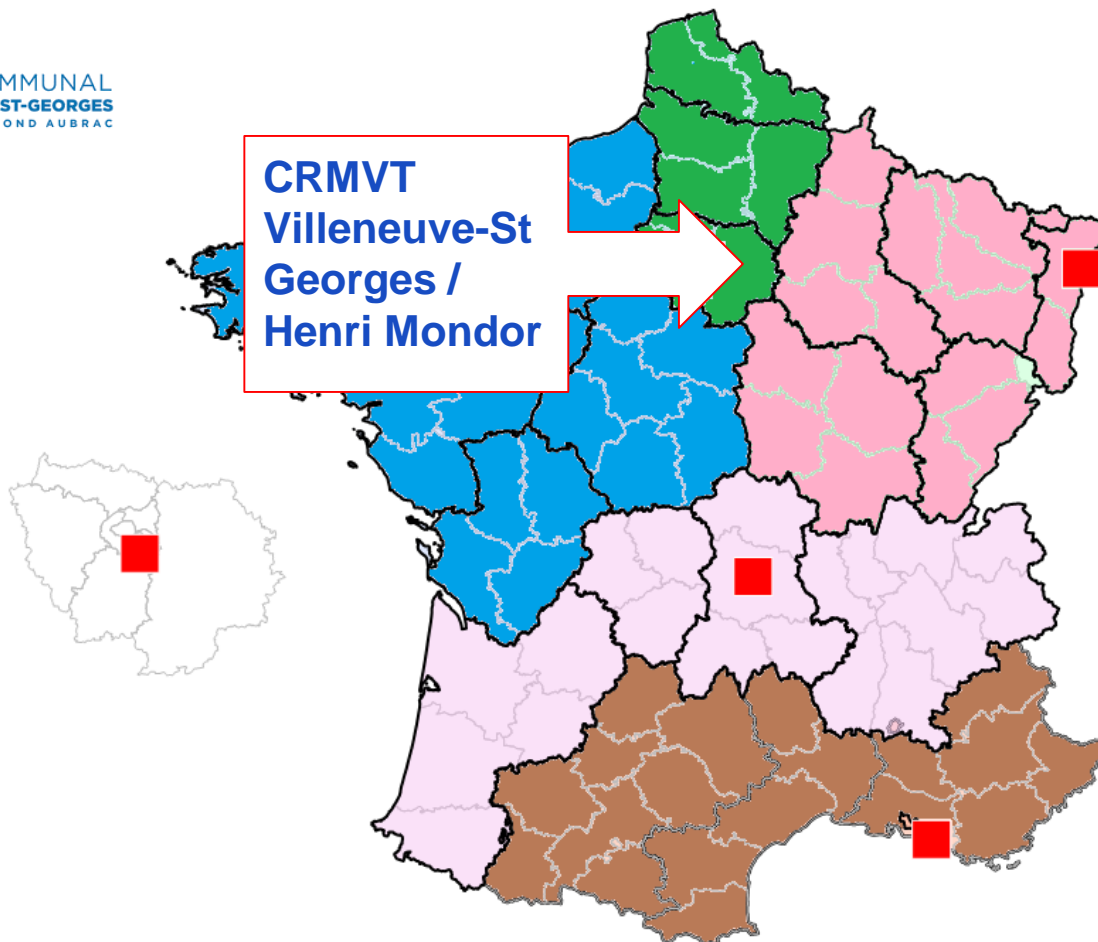 MMUNAL
ST-GEORGES
OND AUBRAC
CRMVT
Villeneuve-St
Georges /
Henri Mondor